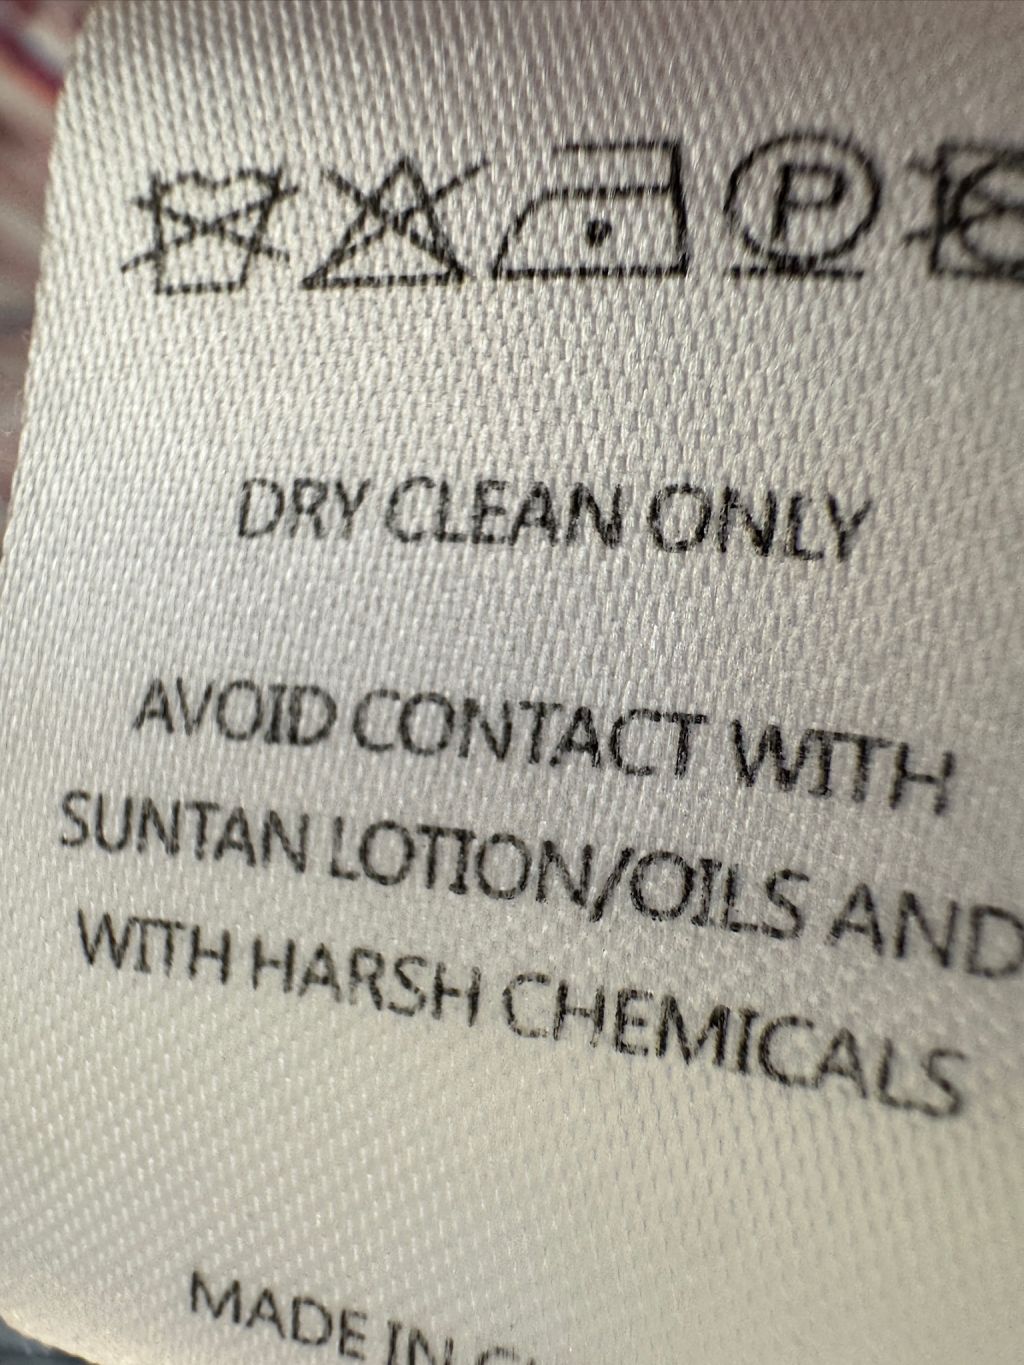 P
DRY CLEAN ONLY
AVOID CONTACT WITH
SUNTAN LOTION/OILS AND
WITH HARSH CHEMICALS
MADE IN